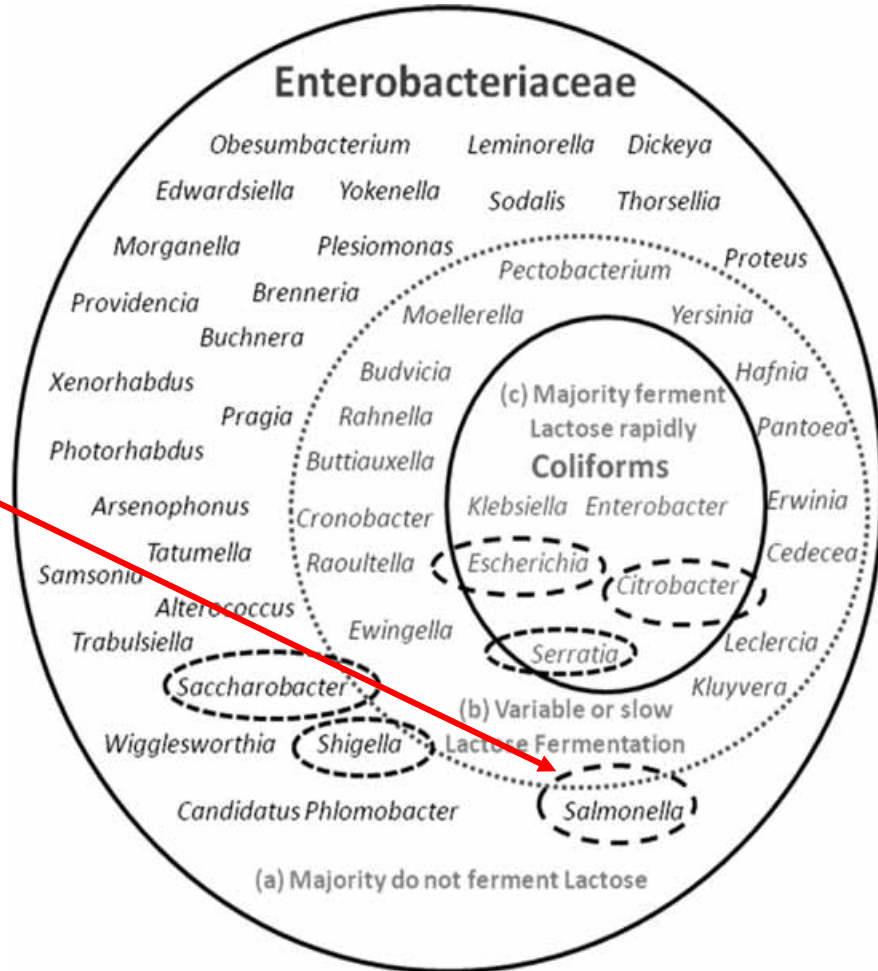 Enterobacteriaceae
Obesumbacterium Leminorella Dickeya
Edwardsiella Yokenella Sodalis Thorsellia
Morganella Plesiomonas Proteus
Pectobacterium
Providencia Brenneria Moellerella Yersinia
Buchnera
Xenorhabdus Budvicia Hafnia
(c) Majority ferment
Pragia Rahnella Lactose rapidly Pantoea
Photorhabdus Buttiauxella Coliforms
Arsenophonus Cronobacter Klebsiella Enterobacter Erwinia
Tatumella Raoultella Escherichia Cedecea
Samsonia Citrobacter
Alterococcus
Trabulsiella Ewingella Serratia Leclercia
Saccharobacter Kluyvera
(b) Variable or slow
Wigglesworthia Shigella Lactose Fermentation
Candidatus Phlomobacter Salmonella
(a) Majority do not ferment Lactose